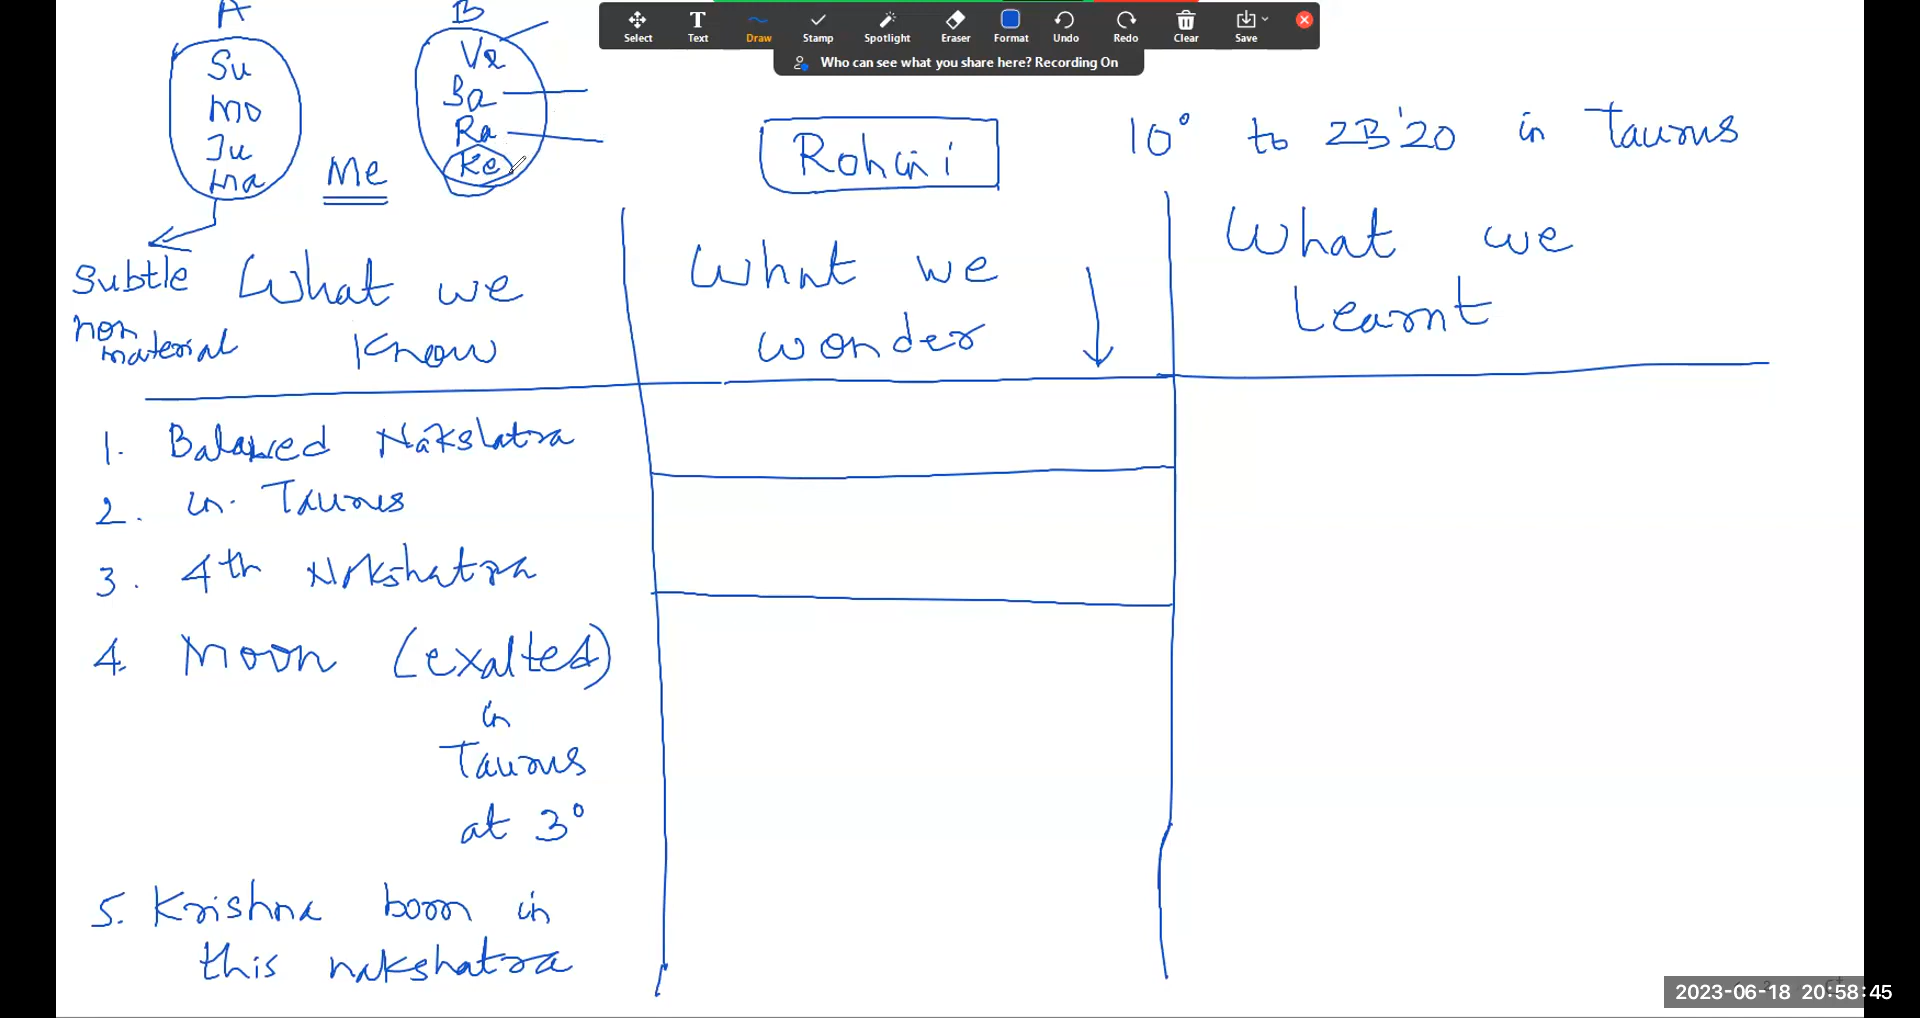 Select Text Draw Stamp Spotlight Eraser Format Undo Redo Clear Save
Who can see what you share here? Recording On
A
Su
Mo
Ju
Ma
Me
B
Ve
Sa
Ra
Ke
Rohini
10° to 23'20 in Taurus
subtle
non
material
What we
Know
What we
wonder
What we
Learnt
1. Balanced Nakshatra
2. in Taurus
3. 4th Nakshatra
4. Moon (exalted)
in
Taurus
at 3°
5. Krishna born in
this nakshatra
2023-06-18 20:58:45